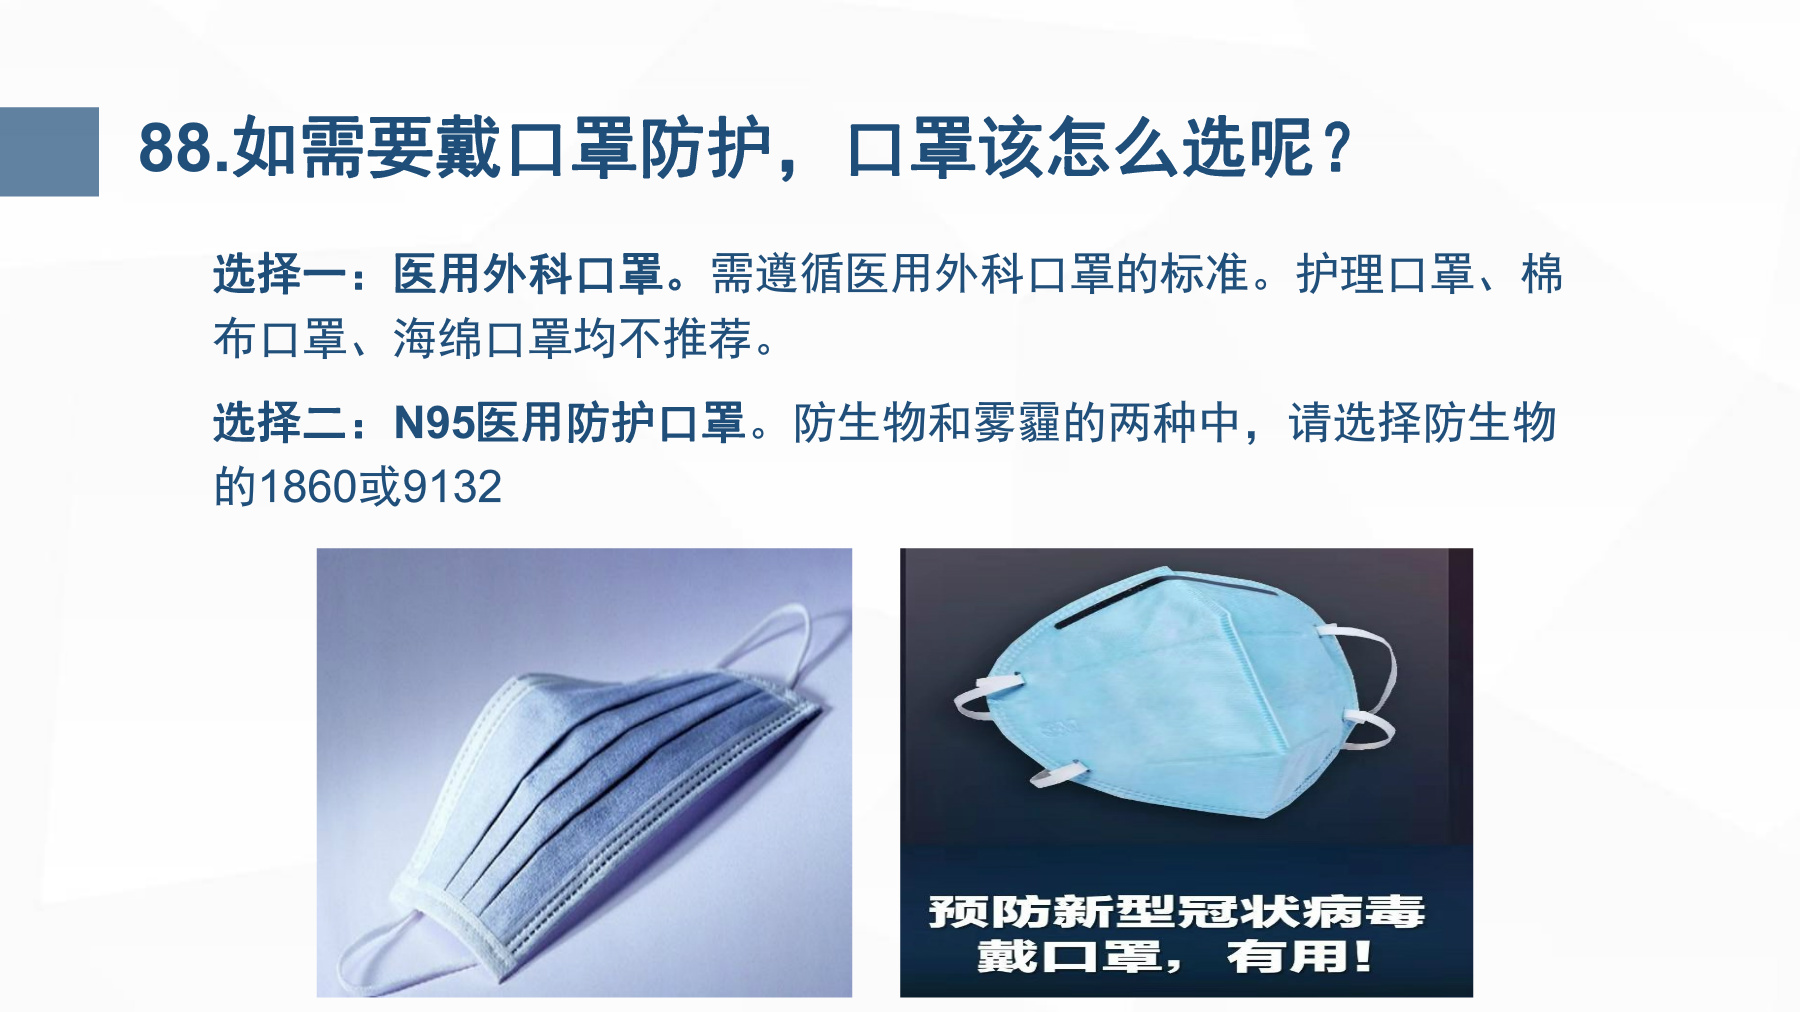 88.如需要戴口罩防护，口罩该怎么选呢？
选择一：医用外科口罩。需遵循医用外科口罩的标准。护理口罩、棉
布口罩、海绵口罩均不推荐。
选择二：N95医用防护口罩。防生物和雾霾的两种中，请选择防生物
的1860或9132
预防新型冠状病毒
戴口罩，有用!